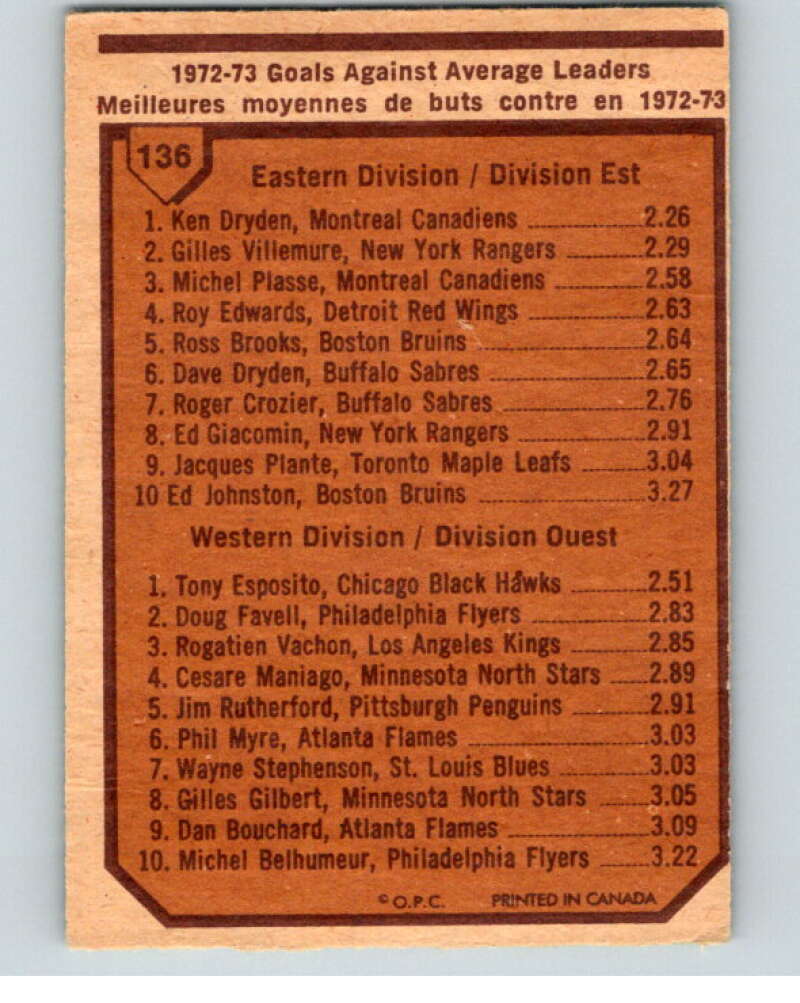 1972-73 Goals Against Average Leaders
Meilleures moyennes de buts contre en 1972-73
136
Eastern Division / Division Est
1. Ken Dryden, Montreal Canadiens 2.26
2. Gilles Villemure, New York Rangers 2.29
3. Michel Plasse, Montreal Canadiens 2.58
4. Roy Edwards, Detroit Red Wings 2.63
5. Ross Brooks, Boston Bruins 2.64
6. Dave Dryden, Buffalo Sabres 2.65
7. Roger Crozier, Buffalo Sabres 2.76
8. Ed Giacomin, New York Rangers 2.91
9. Jacques Plante, Toronto Maple Leafs 3.04
10 Ed Johnston, Boston Bruins 3.27
Western Division / Division Ouest
1. Tony Esposito, Chicago Black Hawks 2.51
2. Doug Favell, Philadelphia Flyers 2.83
3. Rogatien Vachon, Los Angeles Kings 2.85
4. Cesare Maniago, Minnesota North Stars 2.89
5. Jim Rutherford, Pittsburgh Penguins 2.91
6. Phil Myre, Atlanta Flames 3.03
7. Wayne Stephenson, St. Louis Blues 3.03
8. Gilles Gilbert, Minnesota North Stars 3.05
9. Dan Bouchard, Atlanta Flames 3.09
10. Michel Belhumeur, Philadelphia Flyers 3.22
© O.P.C. PRINTED IN CANADA